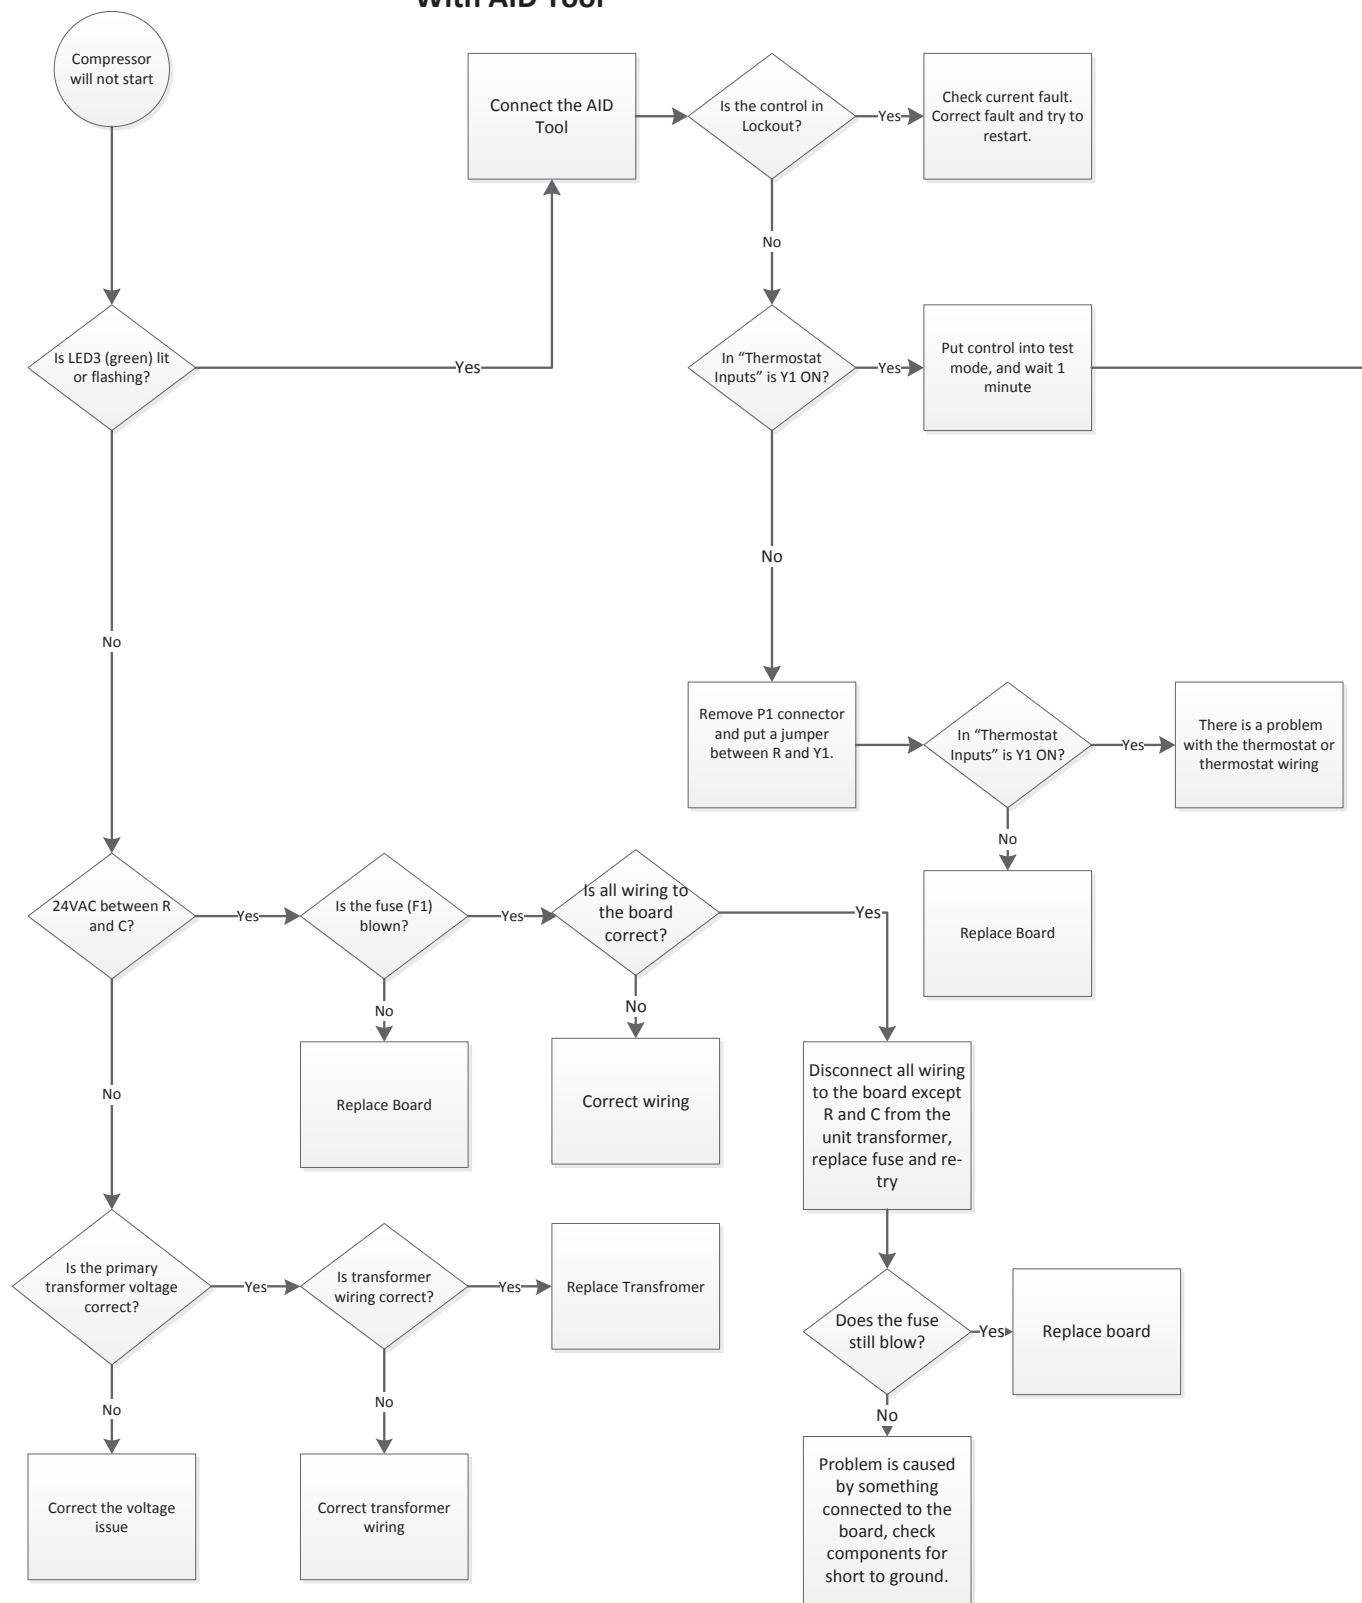 With AID Tool
Compressor
will not start
Connect the AID
Tool
Is the control in
Lockout?
Yes
Check current fault.
Correct fault and try to
restart.
No
Is LED3 (green) lit
or flashing?
Yes
In “Thermostat
Inputs” is Y1 ON?
Yes
Put control into test
mode, and wait 1
minute
No
No
Remove P1 connector
and put a jumper
between R and Y1.
In “Thermostat
Inputs” is Y1 ON?
Yes
There is a problem
with the thermostat or
thermostat wiring
No
Replace Board
24VAC between R
and C?
Yes
Is the fuse (F1)
blown?
Yes
Is all wiring to
the board
correct?
Yes
No
Replace Board
No
Correct wiring
Disconnect all wiring
to the board except
R and C from the
unit transformer,
replace fuse and re-
try
No
Is the primary
transformer voltage
correct?
Yes
Is transformer
wiring correct?
Yes
Replace Transfromer
Does the fuse
still blow?
Yes
Replace board
No
Correct the voltage
issue
No
Correct transformer
wiring
No
Problem is caused
by something
connected to the
board, check
components for
short to ground.